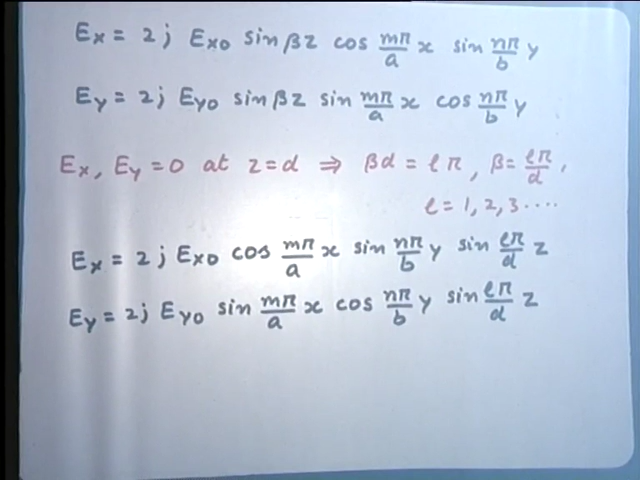 Ex = 2j Ex0 sin βz cos mπ/a x sin nπ/b y
Ey = 2j Ey0 sin βz sin mπ/a x cos nπ/b y
Ex, Ey = 0 at z = d ⇒ βd = ℓπ, β = ℓπ/d,
ℓ = 1, 2, 3 ....
Ex = 2j Ex0 cos mπ/a x sin nπ/b y sin ℓπ/d z
Ey = 2j Ey0 sin mπ/a x cos nπ/b y sin ℓπ/d z